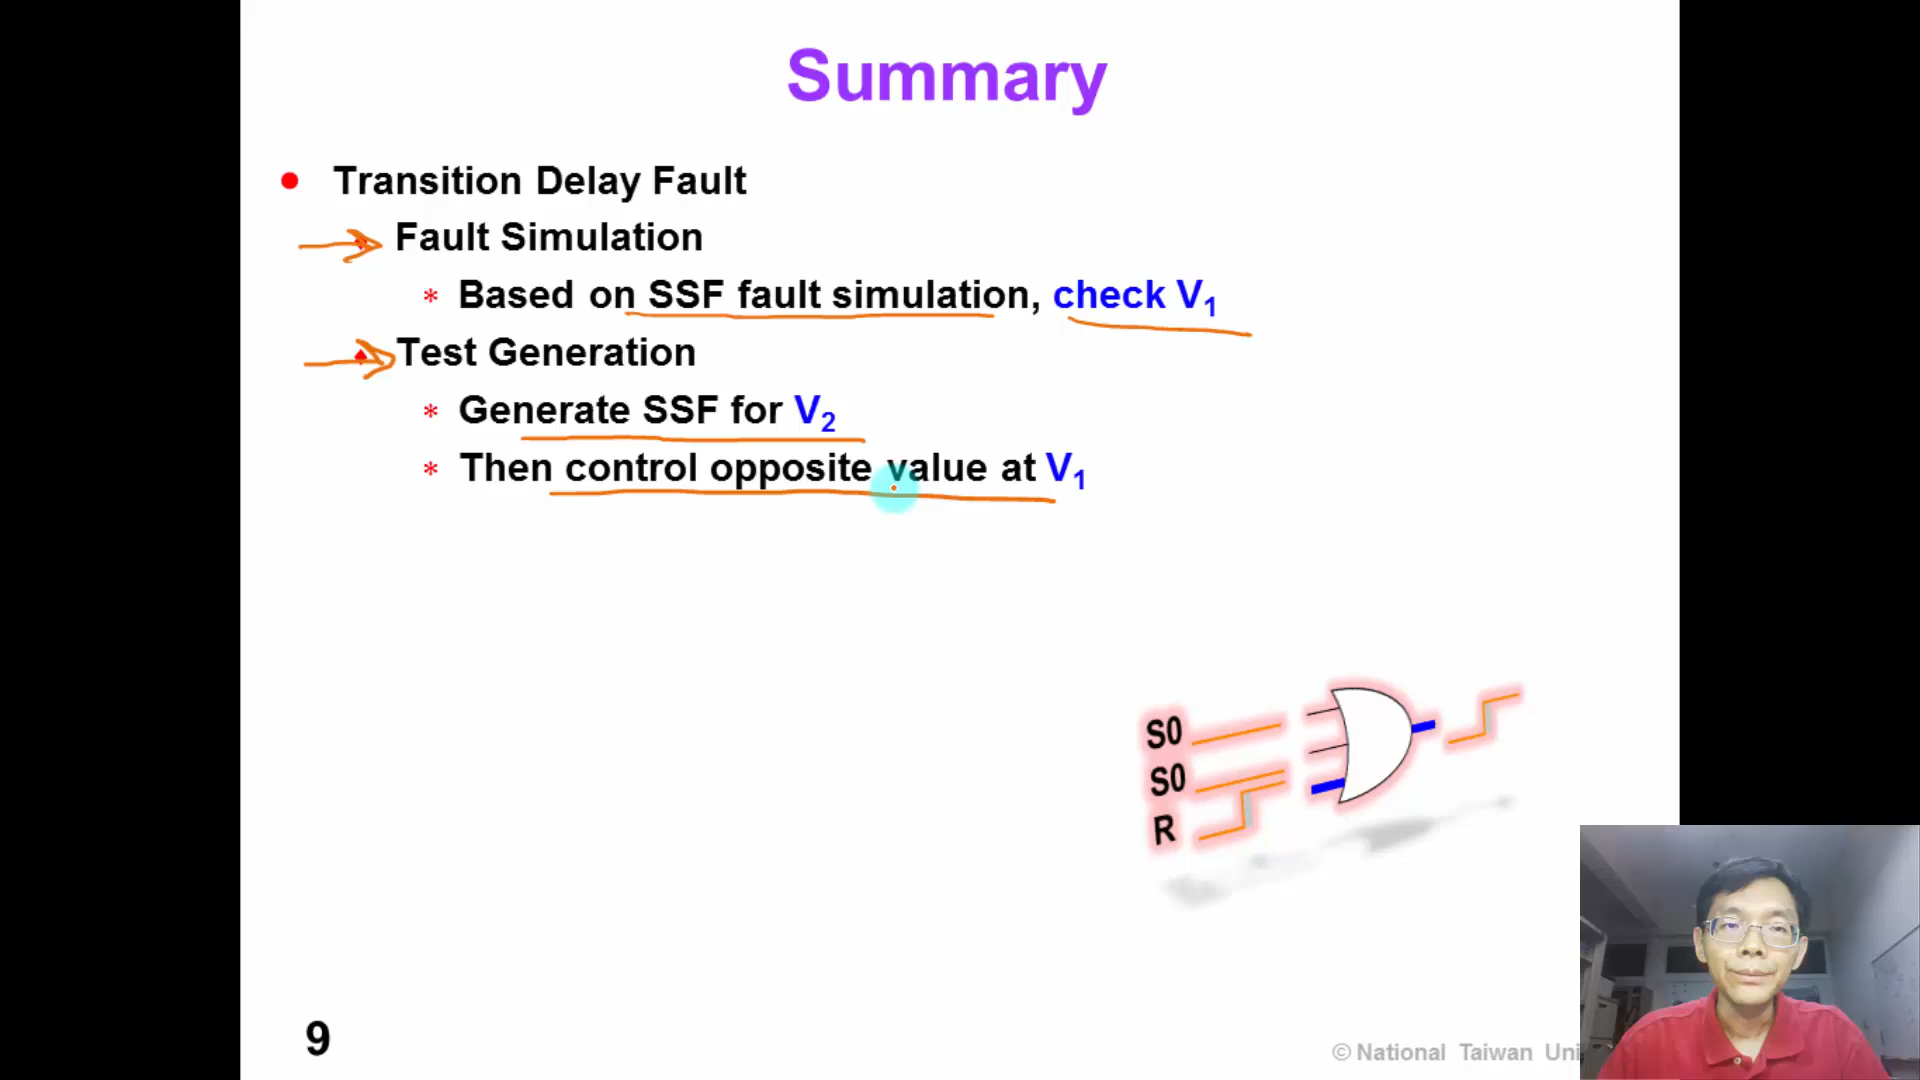 Summary
• Transition Delay Fault
Fault Simulation
* Based on SSF fault simulation, check V1
♦ Test Generation
* Generate SSF for V2
* Then control opposite value at V1
S0
S0
R
9
© National Taiwan Uni